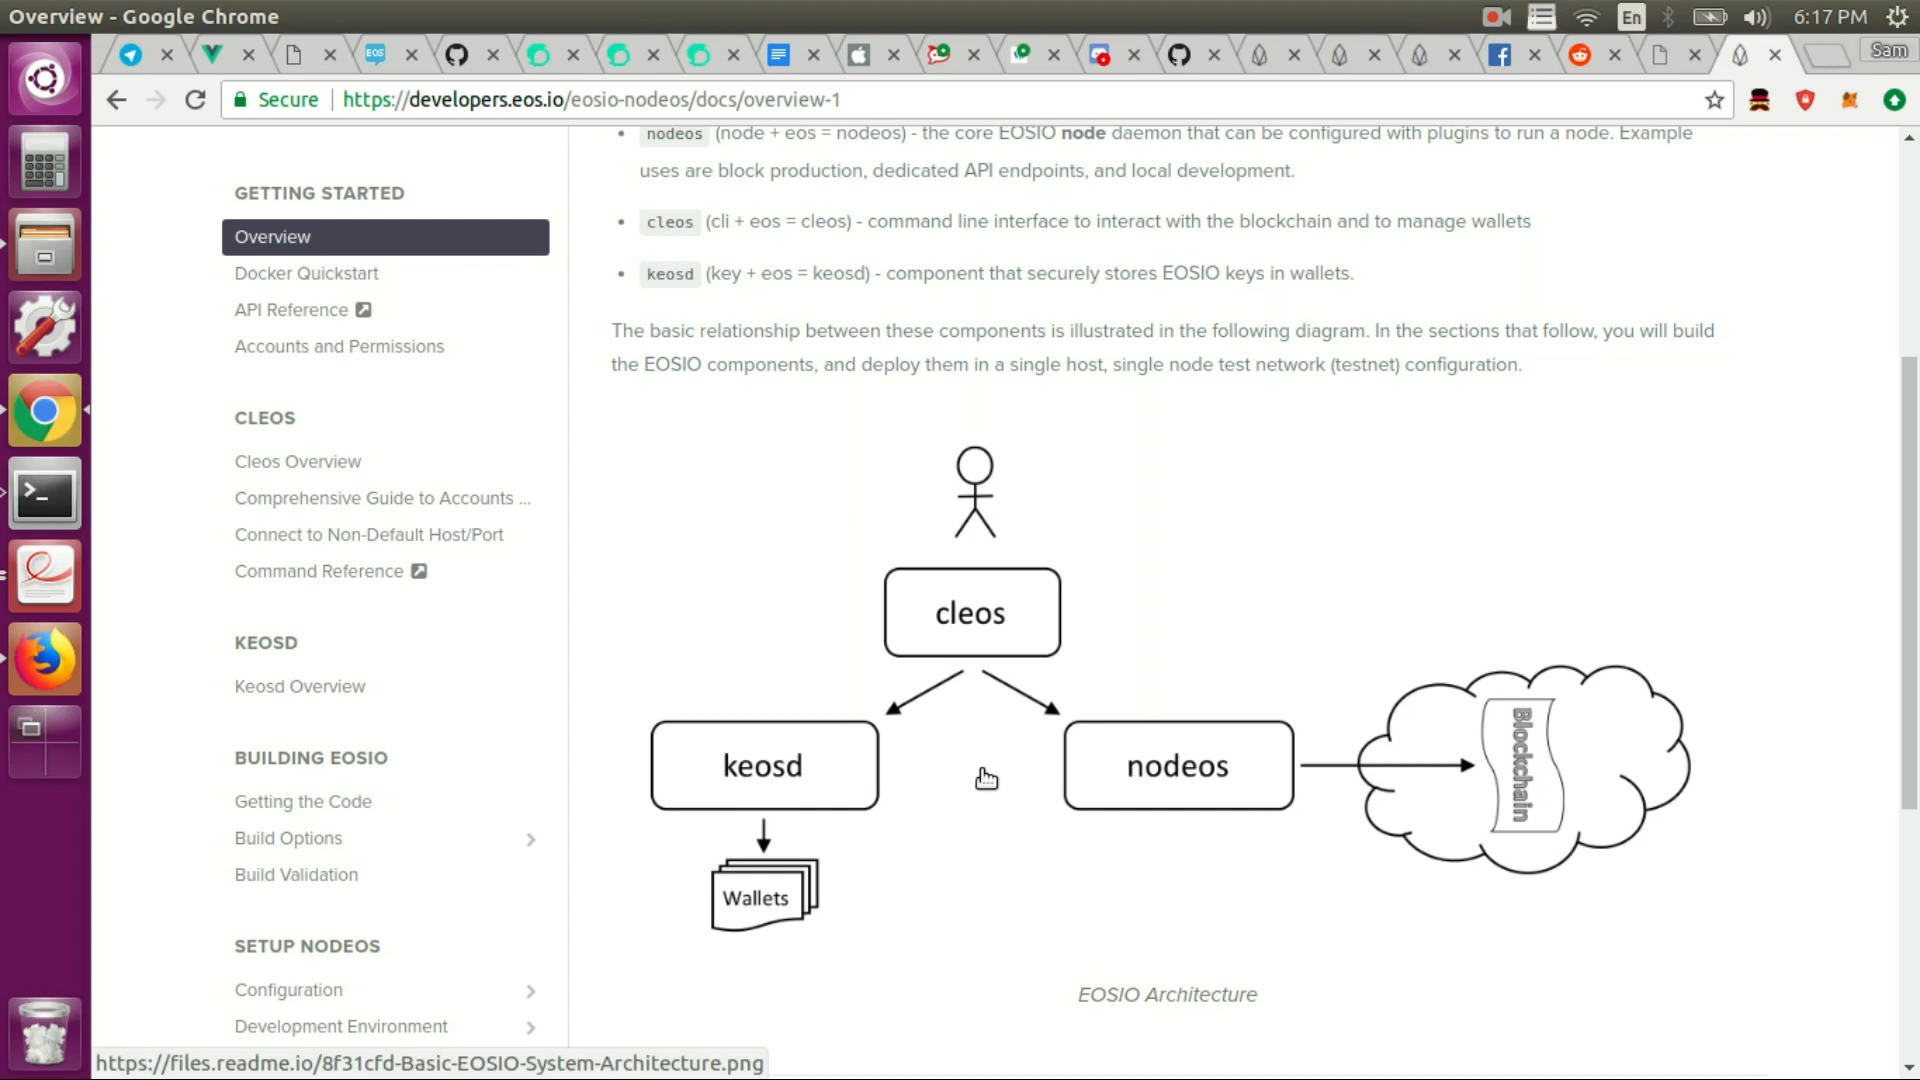 Overview - Google Chrome
En
6:17 PM
EOS
Sam
Secure
https://developers.eos.io/eosio-nodeos/docs/overview-1
nodeos (node + eos = nodeos) - the core EOSIO node daemon that can be configured with plugins to run a node. Example
uses are block production, dedicated API endpoints, and local development.
cleos (cli + eos = cleos) - command line interface to interact with the blockchain and to manage wallets
keosd (key + eos = keosd) - component that securely stores EOSIO keys in wallets.
The basic relationship between these components is illustrated in the following diagram. In the sections that follow, you will build
the EOSIO components, and deploy them in a single host, single node test network (testnet) configuration.
GETTING STARTED
Overview
Docker Quickstart
API Reference
Accounts and Permissions
CLEOS
Cleos Overview
Comprehensive Guide to Accounts ...
Connect to Non-Default Host/Port
Command Reference
KEOSD
Keosd Overview
BUILDING EOSIO
Getting the Code
Build Options
Build Validation
SETUP NODEOS
Configuration
Development Environment
cleos
keosd
nodeos
Blockchain
Wallets
EOSIO Architecture
https://files.readme.io/8f31cfd-Basic-EOSIO-System-Architecture.png